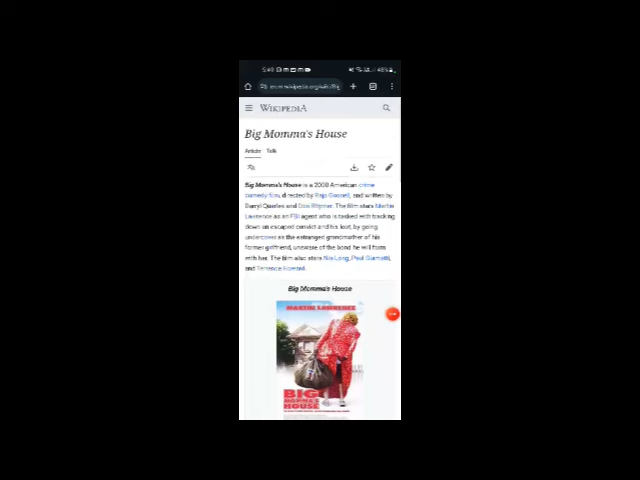 WIKIPEDIA
Big Momma's House
Article Talk
Big Momma's House is a 2000 American crime
comedy film, directed by Raja Gosnell, and written by
Darryl Quarles and Don Rhymer. The film stars Martin
Lawrence as an FBI agent who is tasked with tracking
down an escaped convict and his loot, by going
undercover as the estranged grandmother of his
former girlfriend, unaware of the bond he will form
with her. The film also stars Nia Long, Paul Giamatti,
and Terrence Howard.
Big Momma's House
MARTIN LAWRENCE
BIG
MOMMA'S
HOUSE